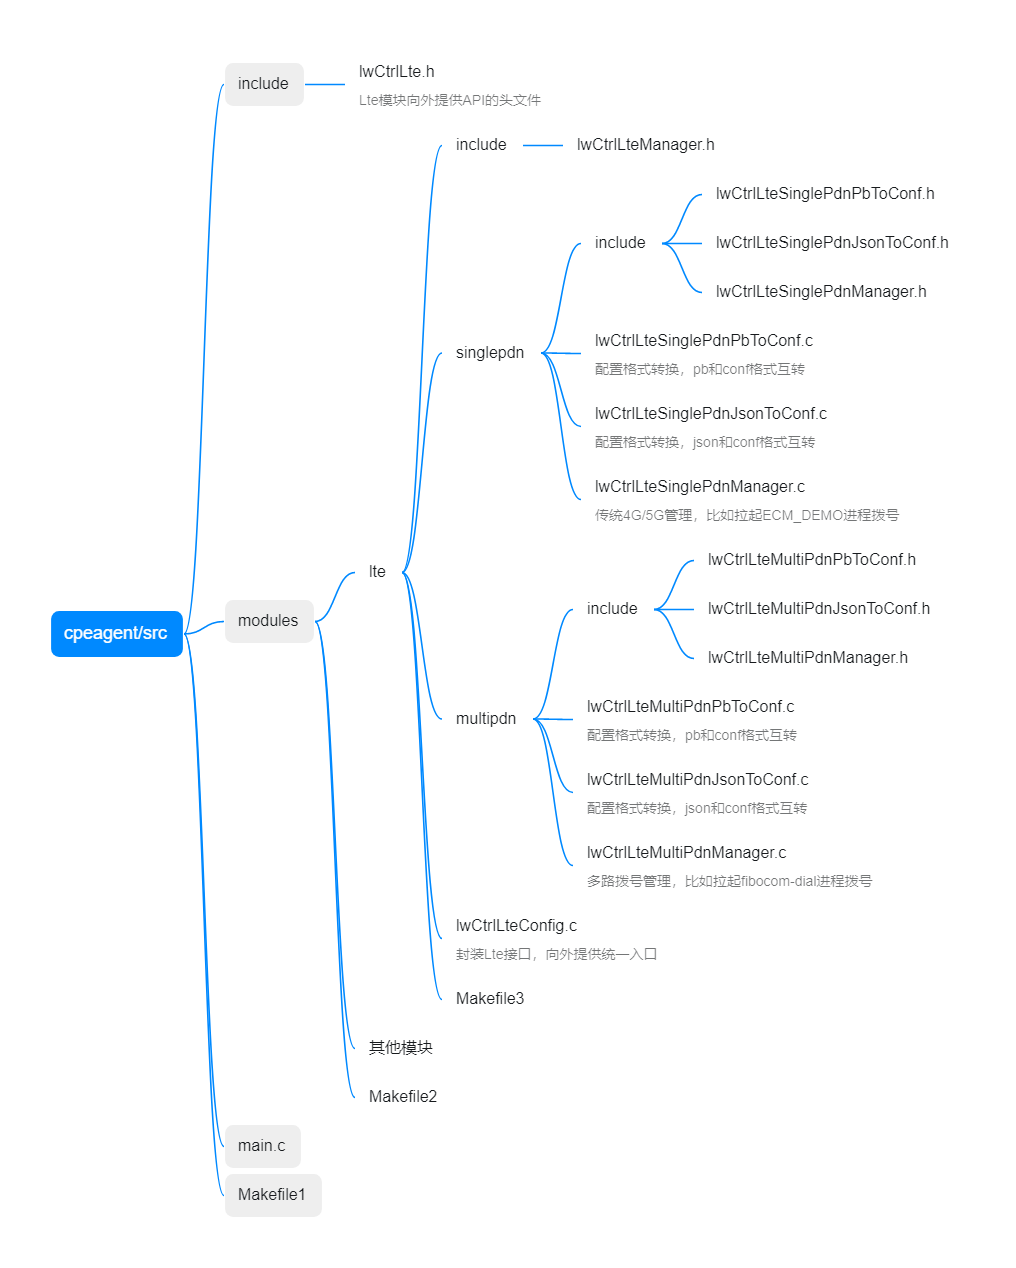 include
lwCtrlLte.h
Lte模块向外提供API的头文件
include
lwCtrlLteManager.h
lwCtrlLteSinglePdnPbToConf.h
include
lwCtrlLteSinglePdnJsonToConf.h
lwCtrlLteSinglePdnManager.h
singlepdn
lwCtrlLteSinglePdnPbToConf.c
配置格式转换，pb和conf格式互转
lwCtrlLteSinglePdnJsonToConf.c
配置格式转换，json和conf格式互转
lwCtrlLteSinglePdnManager.c
传统4G/5G管理，比如拉起ECM_DEMO进程拨号
lte
lwCtrlLteMultiPdnPbToConf.h
include
lwCtrlLteMultiPdnJsonToConf.h
lwCtrlLteMultiPdnManager.h
cpeagent/src
modules
multipdn
lwCtrlLteMultiPdnPbToConf.c
配置格式转换，pb和conf格式互转
lwCtrlLteMultiPdnJsonToConf.c
配置格式转换，json和conf格式互转
lwCtrlLteMultiPdnManager.c
多路拨号管理，比如拉起fibocom-dial进程拨号
lwCtrlLteConfig.c
封装Lte接口，向外提供统一入口
Makefile3
其他模块
Makefile2
main.c
Makefile1